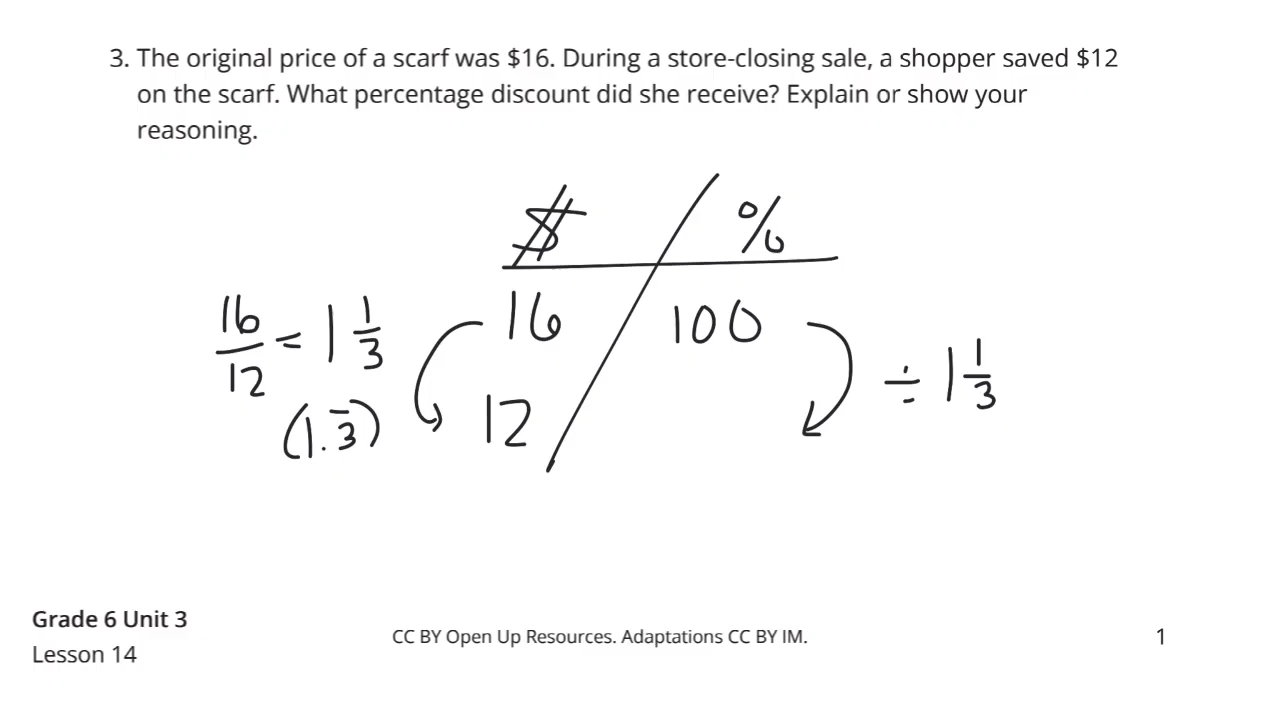 3. The original price of a scarf was $16. During a store-closing sale, a shopper saved $12
on the scarf. What percentage discount did she receive? Explain or show your
reasoning.
$ %
16/12 = 1 1/3
(1.3̅)
16 100
12
÷ 1 1/3
Grade 6 Unit 3
Lesson 14
CC BY Open Up Resources. Adaptations CC BY IM.
1